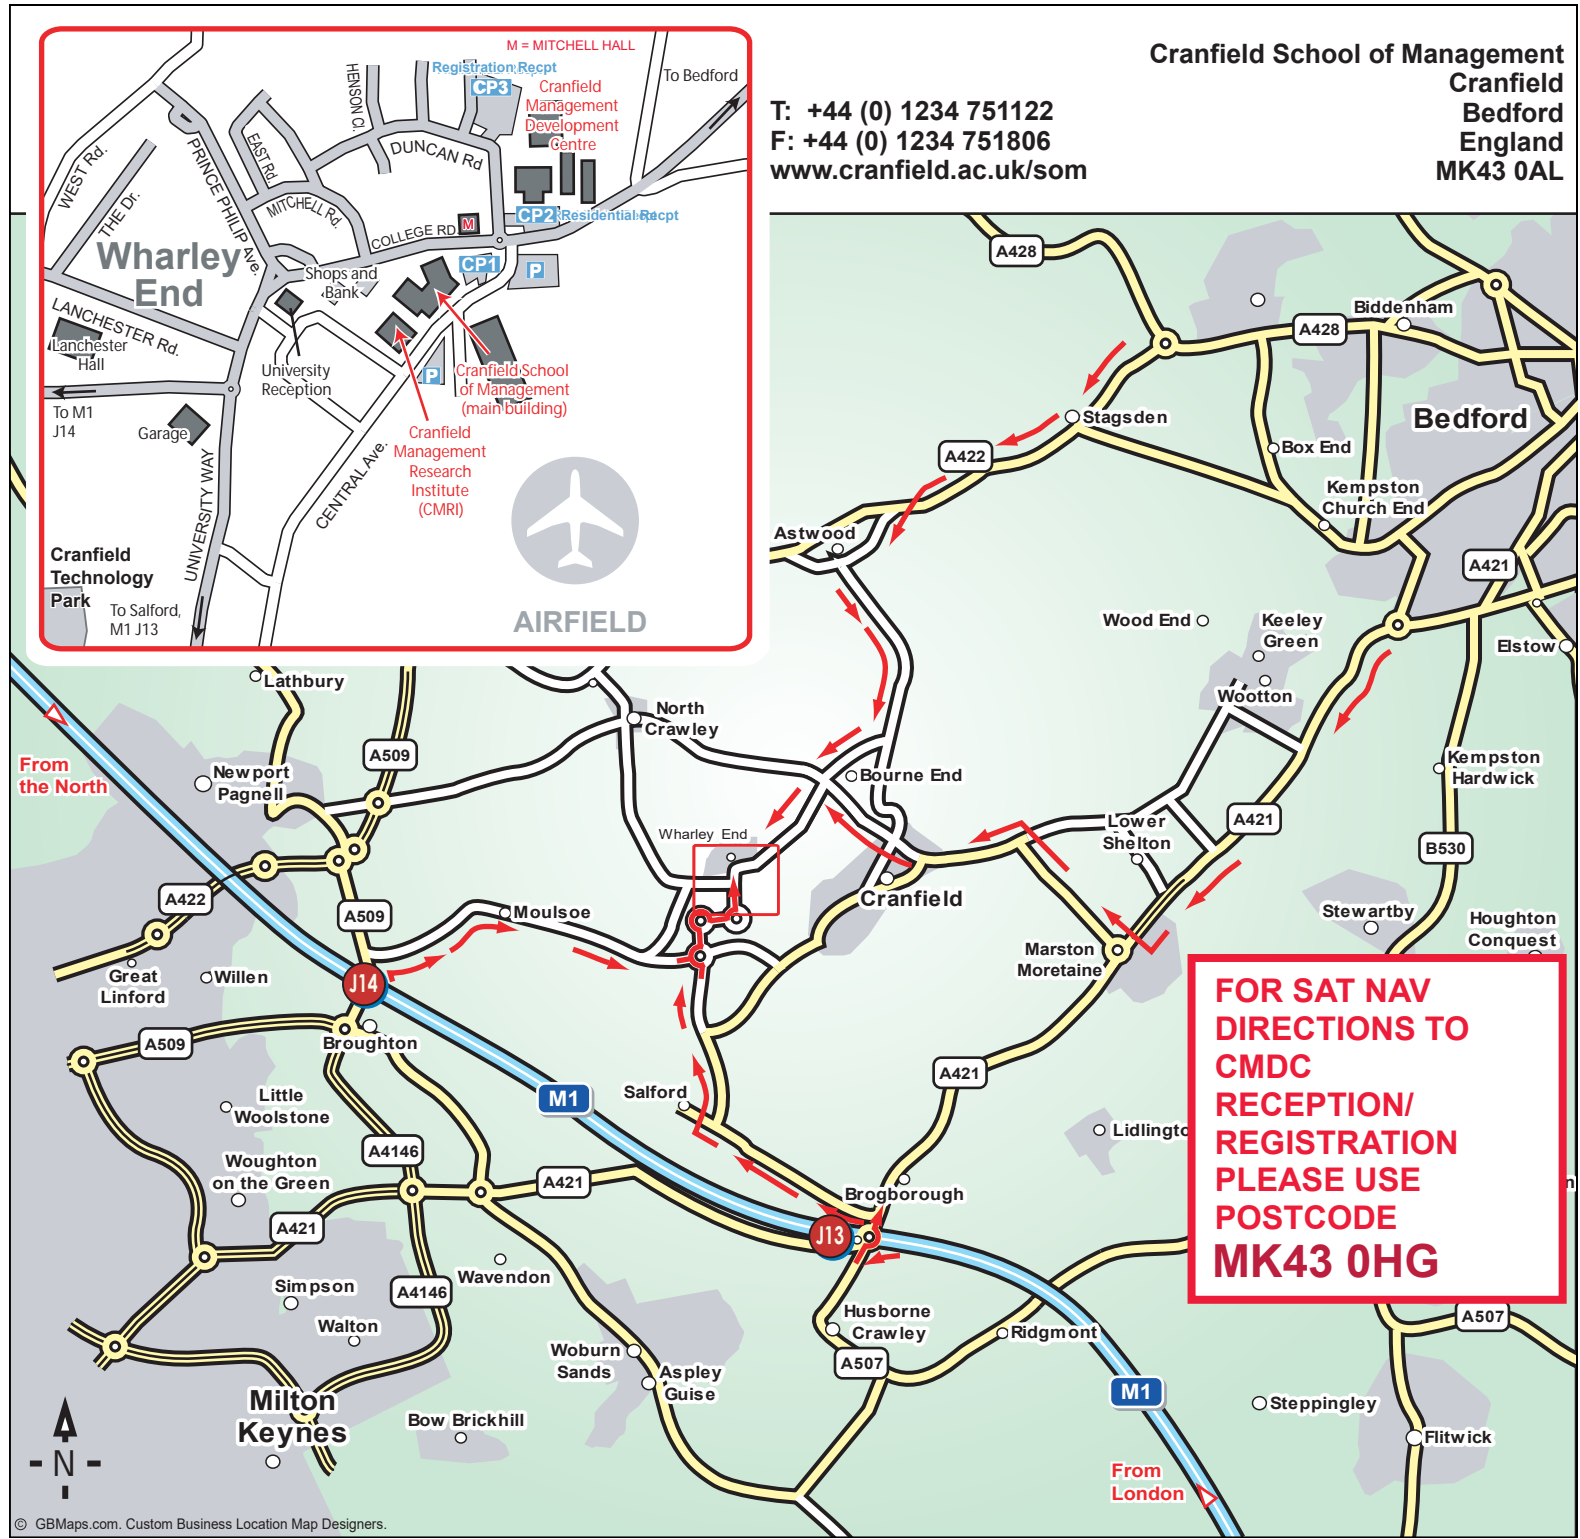 M = MITCHELL HALL
Registration Recpt
CP3
Cranfield
Management
Development
Centre
To Bedford
HENSON Cl.
DUNCAN Rd
EAST Rd.
WEST Rd.
THE Dr.
PRINCE PHILIP Ave.
MITCHELL Rd.
COLLEGE RD.
M
CP2
Residential Recpt
Wharley
End
Shops and
Bank
CP1
P
LANCHESTER Rd.
Lanchester
Hall
University
Reception
P
Cranfield School
of Management
(main building)
To M1
J14
Garage
Cranfield
Management
Research
Institute
(CMRI)
UNIVERSITY WAY
CENTRAL Ave.
Cranfield
Technology
Park
To Salford,
M1 J13
AIRFIELD
Cranfield School of Management
Cranfield
Bedford
England
MK43 0AL
T: +44 (0) 1234 751122
F: +44 (0) 1234 751806
www.cranfield.ac.uk/som
A428
Biddenham
A428
Stagsden
Bedford
A422
Box End
Kempston
Church End
Astwood
A421
Wood End
Keeley
Green
Elstow
Lathbury
Wootton
North
Crawley
From
the North
A509
Newport
Pagnell
Bourne End
Kempston
Hardwick
A421
Lower
Shelton
Wharley End
B530
A422
A509
Moulsoe
Cranfield
Stewartby
Houghton
Conquest
Marston
Moretaine
Great
Linford
Willen
J14
A509
Broughton
A421
M1
Little
Woolstone
Salford
Lidlingto
A4146
Woughton
on the Green
A421
Brogborough
n
A421
J13
Wavendon
Simpson
A4146
Walton
Husborne
Crawley
Ridgmont
A507
Woburn
Sands
A507
Aspley
Guise
M1
Milton
Keynes
Bow Brickhill
Steppingley
Flitwick
From
London
N
FOR SAT NAV
DIRECTIONS TO
CMDC
RECEPTION/
REGISTRATION
PLEASE USE
POSTCODE
MK43 0HG
© GBMaps.com. Custom Business Location Map Designers.